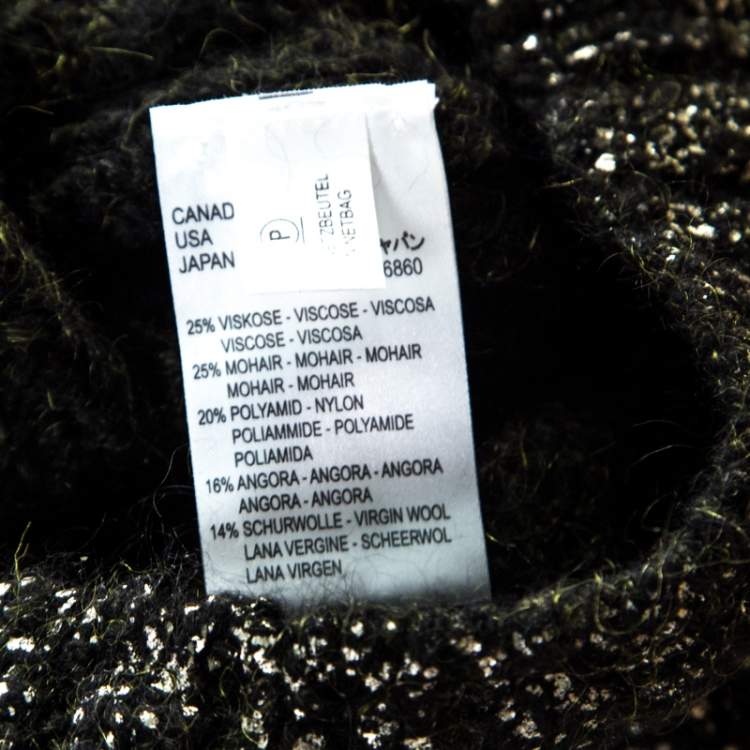 CANAD
USA
JAPAN
P
TZBEUTEL
NETBAG
ャパン
6860
25% VISKOSE - VISCOSE - VISCOSA
VISCOSE - VISCOSA
25% MOHAIR - MOHAIR - MOHAIR
MOHAIR - MOHAIR
20% POLYAMID - NYLON
POLIAMMIDE - POLYAMIDE
POLIAMIDA
16% ANGORA - ANGORA - ANGORA
ANGORA - ANGORA
14% SCHURWOLLE - VIRGIN WOOL
LANA VERGINE - SCHEERWOL
LANA VIRGEN